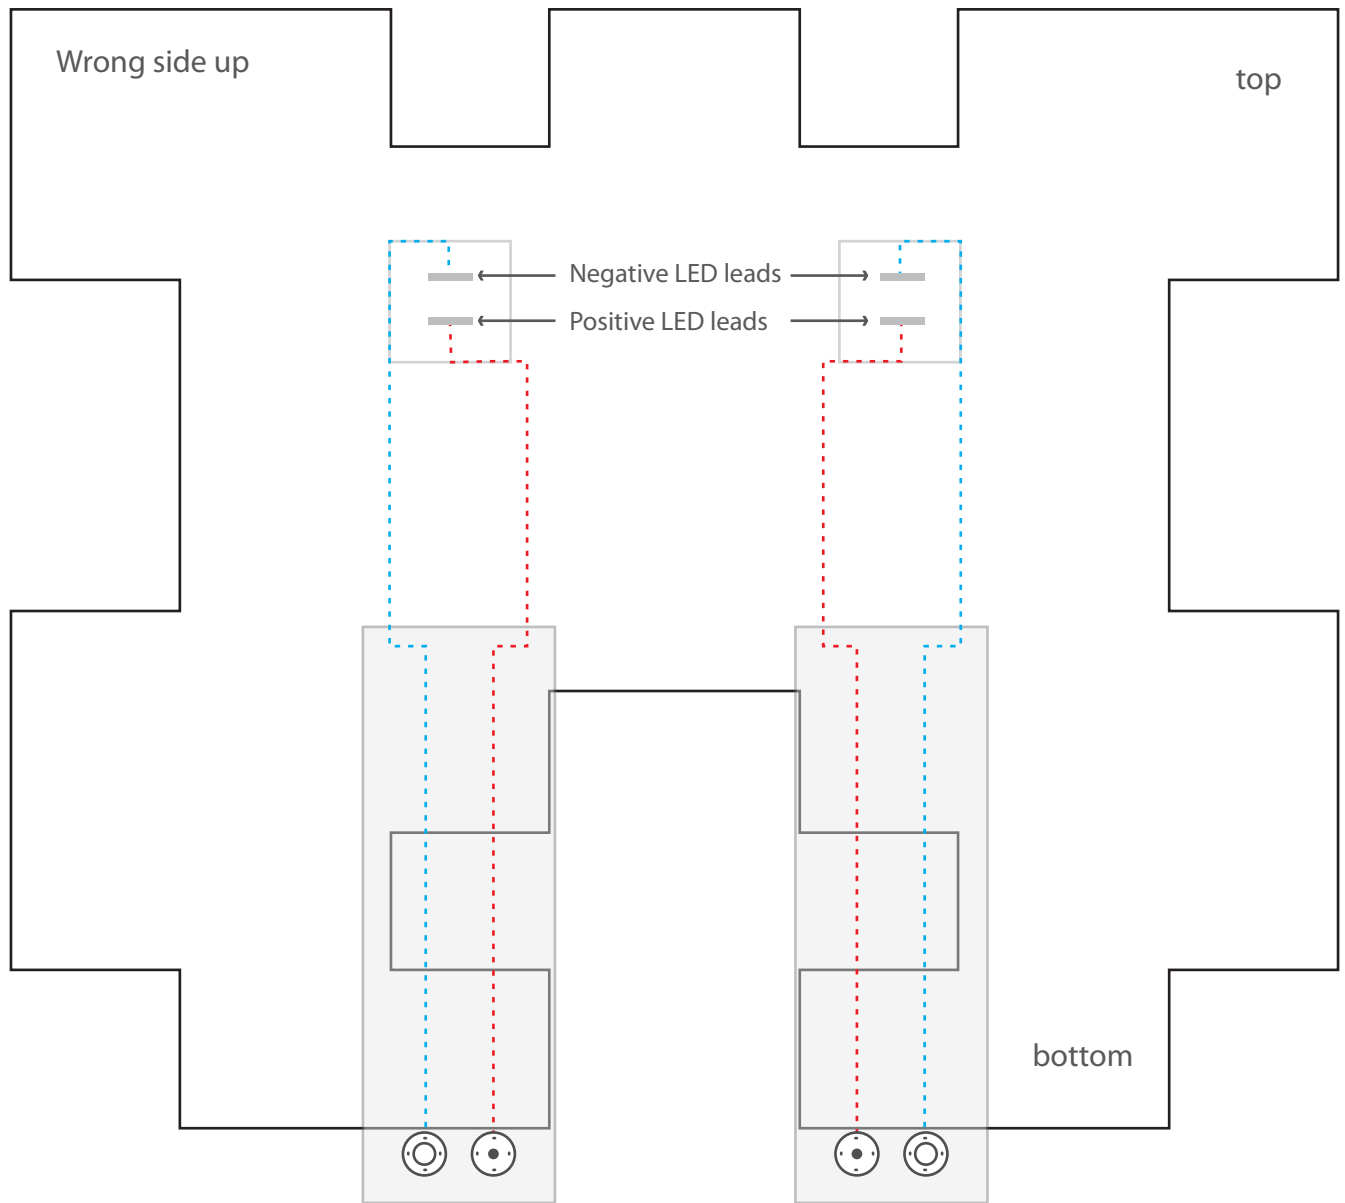 Wrong side up
top
Negative LED leads
Positive LED leads
bottom